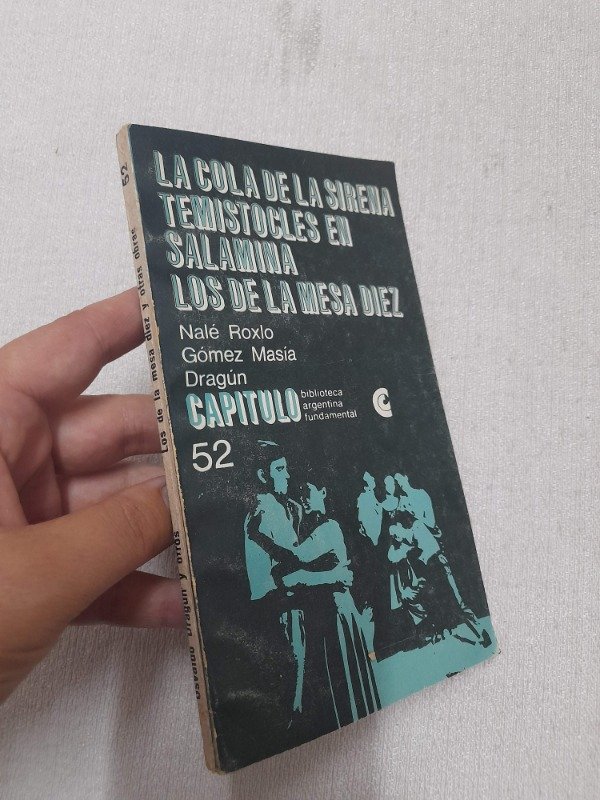 LA COLA DE LA SIRENA
TEMISTOCLES EN
SALAMINA
LOS DE LA MESA DIEZ
Nalé Roxlo
Gómez Masía
Dragún
CAPITULO
biblioteca
argentina
fundamental
52
Osvaldo Dragún y otros
Los de la mesa diez y otras obras
52